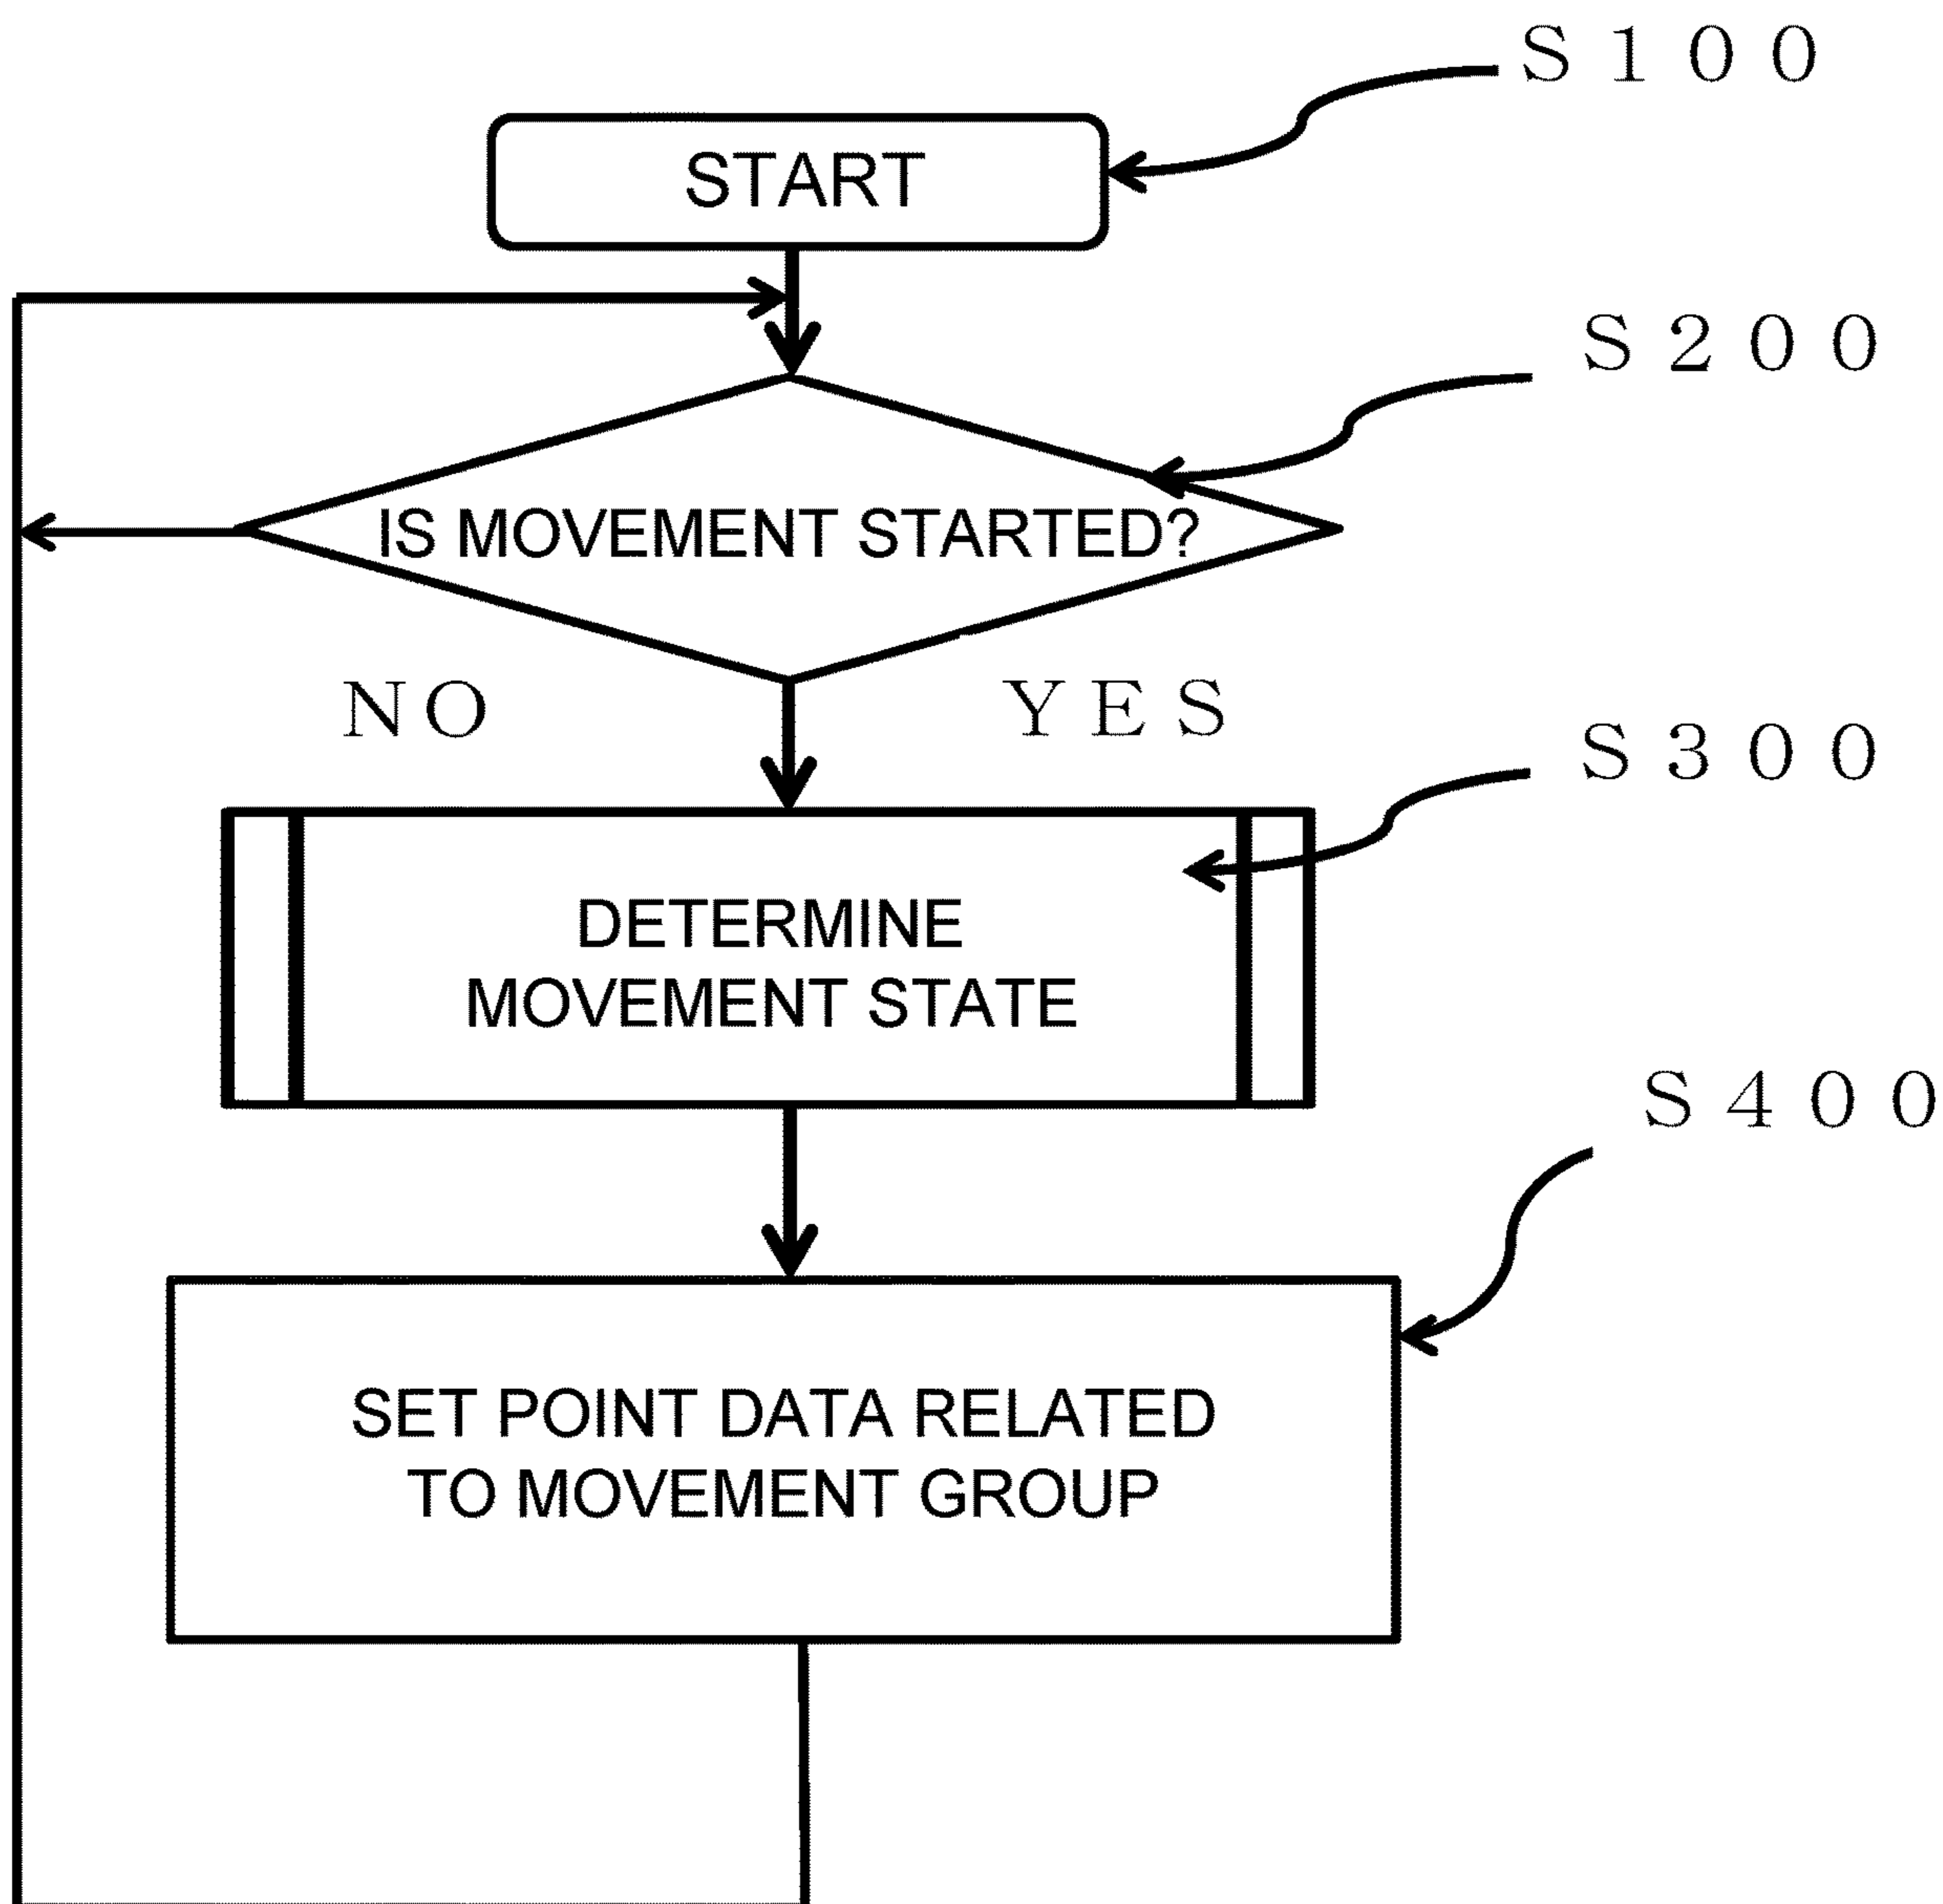 S100
START
S200
IS MOVEMENT STARTED?
NO
YES
S300
DETERMINE
MOVEMENT STATE
S400
SET POINT DATA RELATED
TO MOVEMENT GROUP